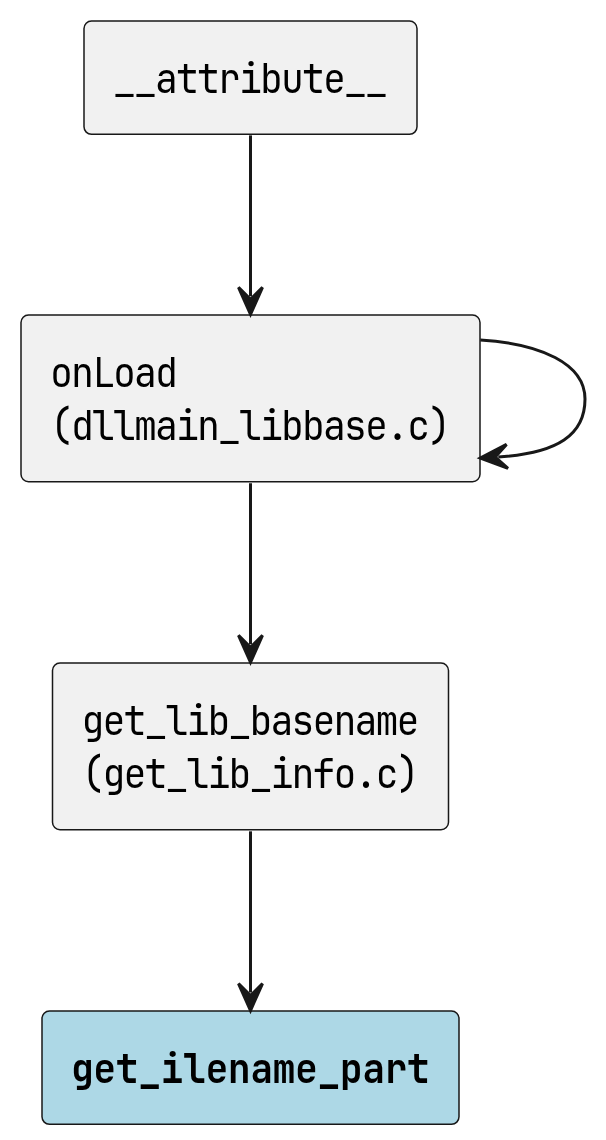 __attribute__
onLoad
(dllmain_libbase.c)
get_lib_basename
(get_lib_info.c)
get_ilename_part